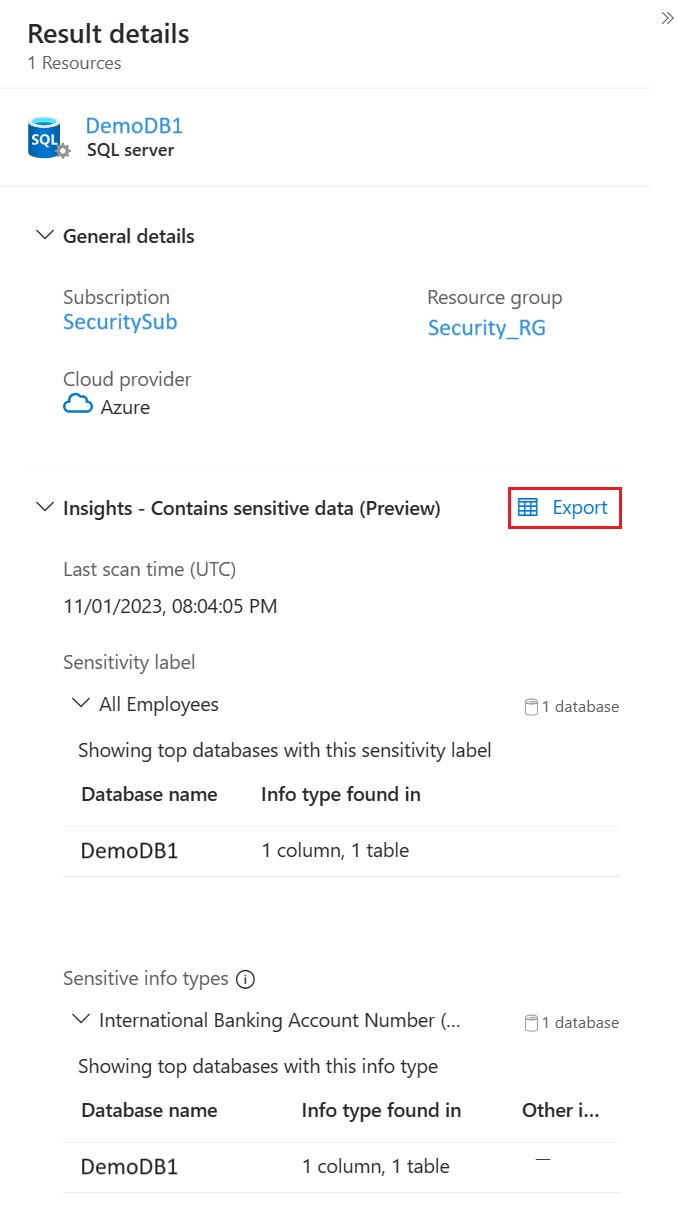 Result details
1 Resources
SQL
DemoDB1
SQL server
General details
Subscription
SecuritySub
Resource group
Security_RG
Cloud provider
Azure
Insights - Contains sensitive data (Preview)
Export
Last scan time (UTC)
11/01/2023, 08:04:05 PM
Sensitivity label
All Employees
1 database
Showing top databases with this sensitivity label
Database name Info type found in
DemoDB1 1 column, 1 table
Sensitive info types
International Banking Account Number (...
1 database
Showing top databases with this info type
Database name Info type found in Other i...
DemoDB1 1 column, 1 table —